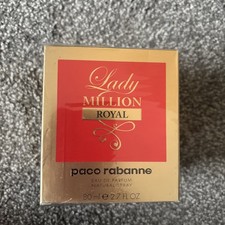 Lady
MILLION
ROYAL
paco rabanne
EAU DE PARFUM
2.7 FL.OZ